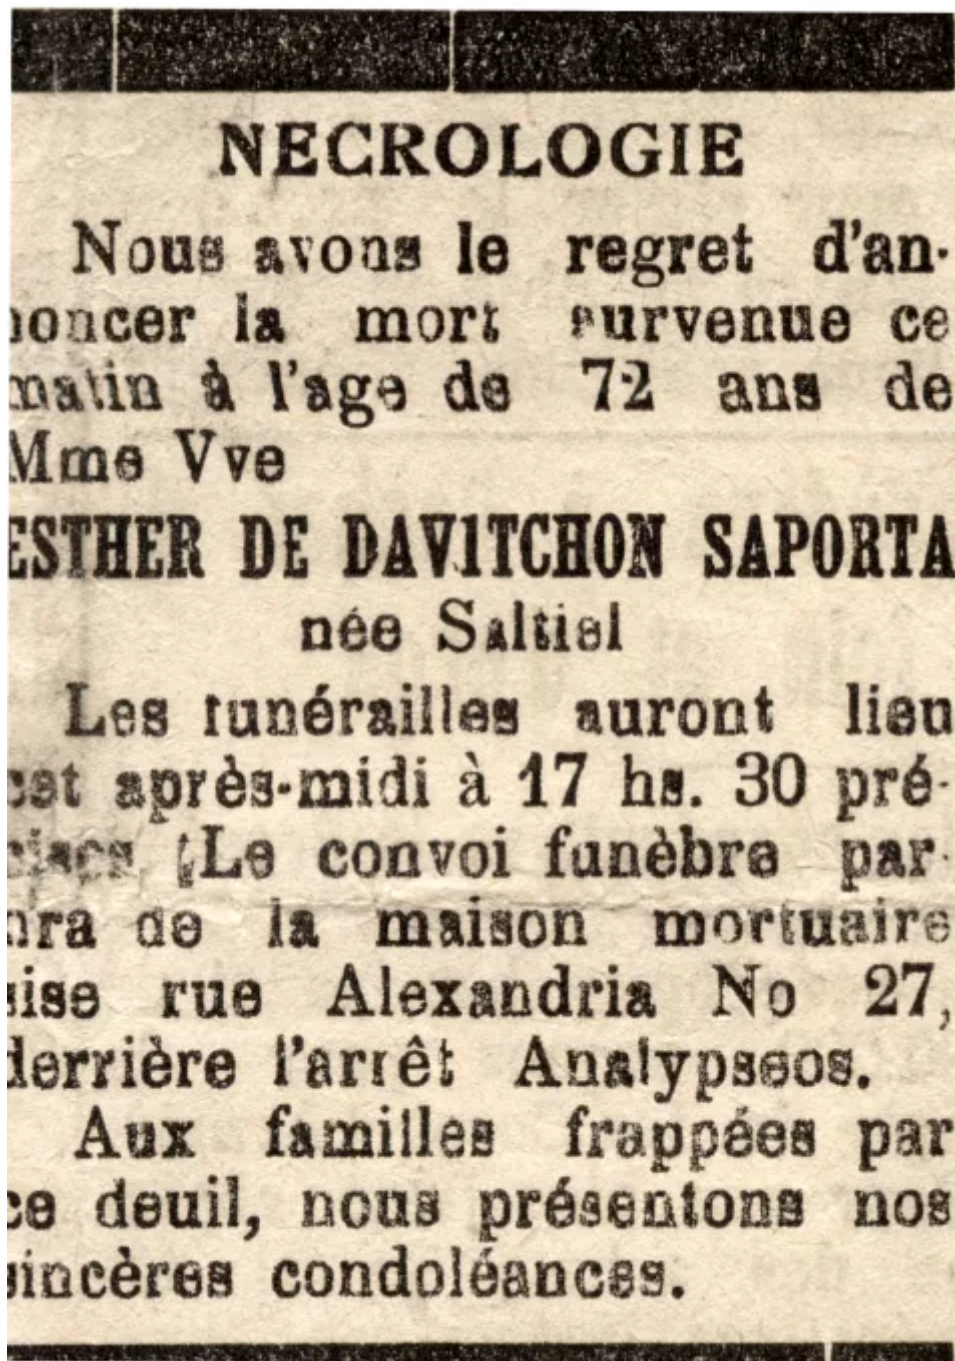 NECROLOGIE
Nous avons le regret d'an-
noncer la mort survenue ce
matin à l'age de 72 ans de
Mme Vve
ESTHER DE DAVITCHON SAPORTA
née Saltiel
Les funérailles auront lieu
cet après-midi à 17 hs. 30 pré-
cises. Le convoi funèbre par-
tira de la maison mortuaire
sise rue Alexandria No 27,
derrière l'arrêt Analypseos.
Aux familles frappées par
ce deuil, nous présentons nos
sincères condoléances.